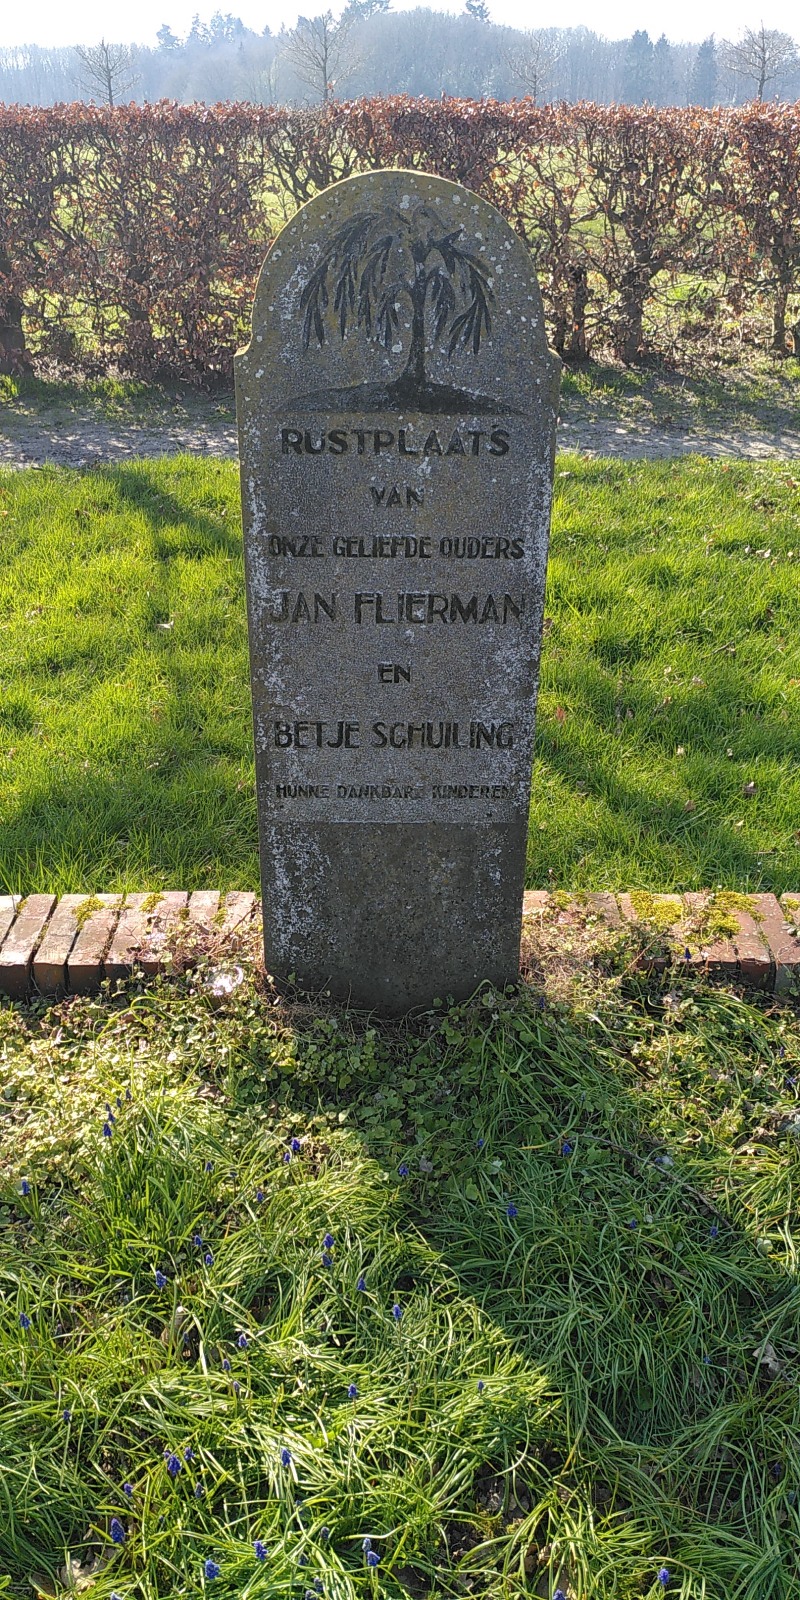 RUSTPLAATS
VAN
ONZE GELIEFDE OUDERS
JAN FLIERMAN
EN
BETJE SCHUILING
HUNNE DANKBARE KINDEREN